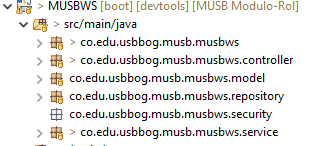 > MUSBWS [boot] [devtools] [MUSB Modulo-Rol]
> src/main/java
> co.edu.usbbog.musb.musbws
> co.edu.usbbog.musb.musbws.controller
co.edu.usbbog.musb.musbws.model
> co.edu.usbbog.musb.musbws.repository
co.edu.usbbog.musb.musbws.security
> co.edu.usbbog.musb.musbws.service